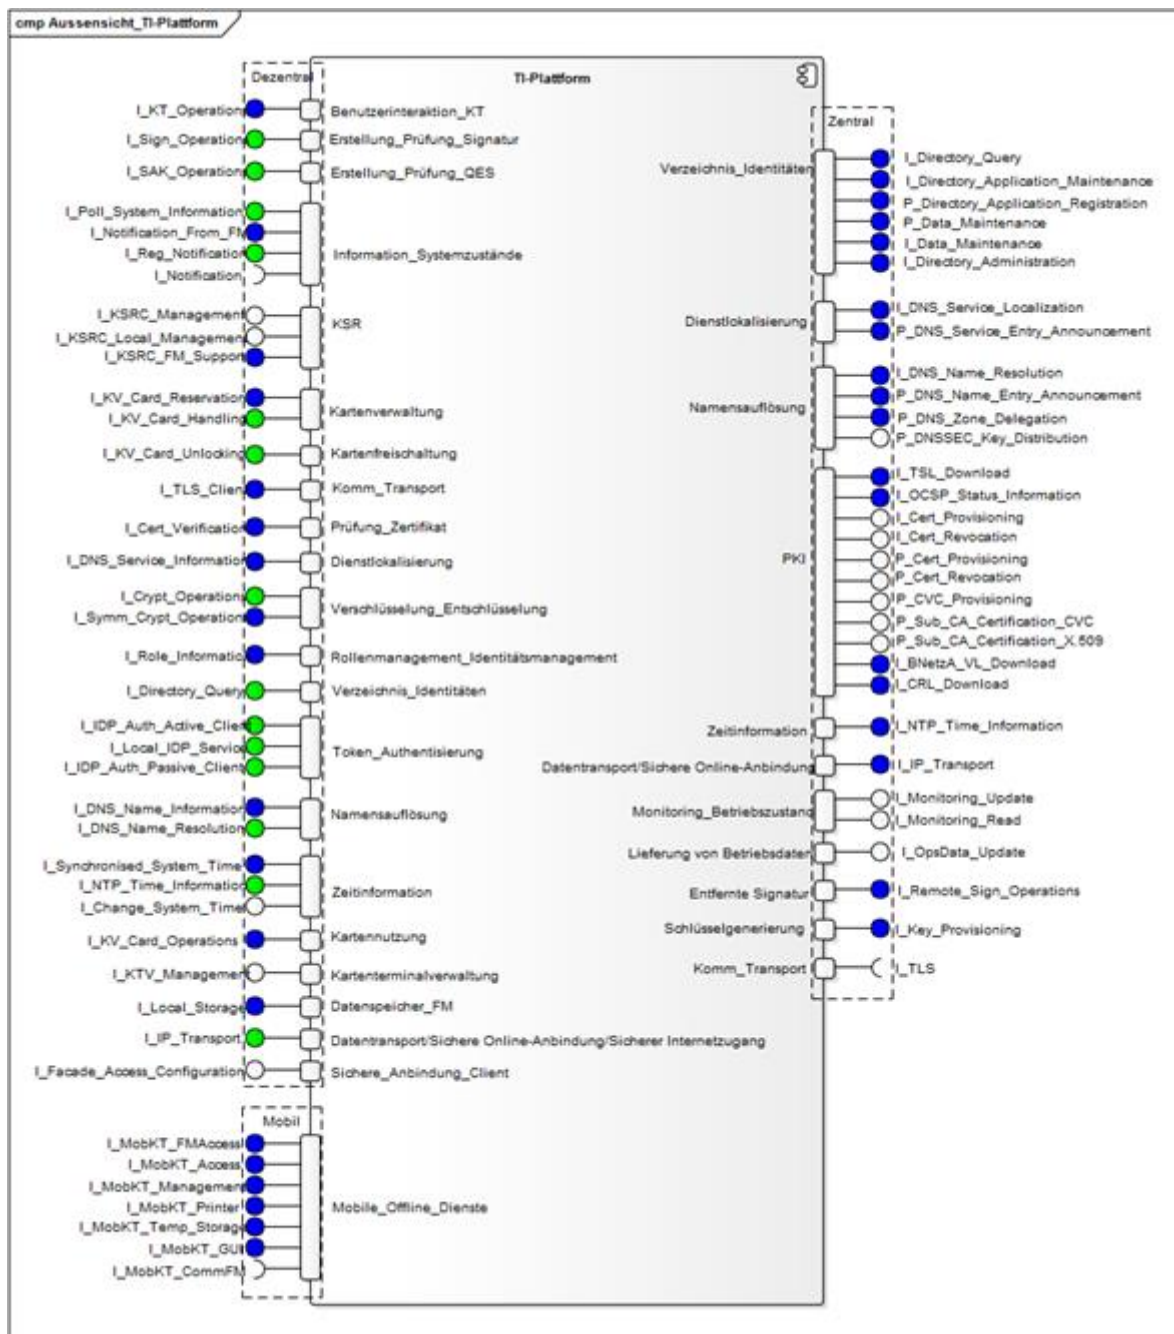 cmp Aussensicht_TI-Plattform
TI-Plattform
Dezentral
I_KT_Operation
Benutzerinteraktion_KT
I_Sign_Operation
Erstellung_Prüfung_Signatur
I_SAK_Operation
Erstellung_Prüfung_QES
I_Poll_System_Information
I_Notification_From_FM
I_Reg_Notification
I_Notification
Information_Systemzustände
I_KSRC_Management
I_KSRC_Local_Management
I_KSRC_FM_Support
KSR
I_KV_Card_Reservation
I_KV_Card_Handling
Kartenverwaltung
I_KV_Card_Unlocking
Kartenfreischaltung
I_TLS_Client
Komm_Transport
I_Cert_Verification
Prüfung_Zertifikat
I_DNS_Service_Information
Dienstlokalisierung
I_Crypt_Operations
I_Symm_Crypt_Operations
Verschlüsselung_Entschlüsselung
I_Role_Informatio
Rollenmanagement_Identitätsmanagement
I_Directory_Query
Verzeichnis_Identitäten
I_IDP_Auth_Active_Client
I_Local_IDP_Service
I_IDP_Auth_Passive_Client
Token_Authentisierung
I_DNS_Name_Information
I_DNS_Name_Resolution
Namensauflösung
I_Synchronised_System_Time
I_NTP_Time_Information
I_Change_System_Time
Zeitinformation
I_KV_Card_Operations
Kartennutzung
I_KTV_Management
Kartenterminalverwaltung
I_Local_Storage
Datenspeicher_FM
I_IP_Transport
Datentransport/Sichere Online-Anbindung/Sicherer Internetzugang
I_Facade_Access_Configuration
Sichere_Anbindung_Client
Mobil
I_MobKT_FMAccess
I_MobKT_Access
I_MobKT_Management
I_MobKT_Printer
I_MobKT_Temp_Storage
I_MobKT_GUI
I_MobKT_CommFM
Mobile_Offline_Dienste
Zentral
Verzeichnis_Identitäten
I_Directory_Query
I_Directory_Application_Maintenance
P_Directory_Application_Registration
P_Data_Maintenance
I_Data_Maintenance
I_Directory_Administration
Dienstlokalisierung
I_DNS_Service_Localization
P_DNS_Service_Entry_Announcement
Namensauflösung
I_DNS_Name_Resolution
P_DNS_Name_Entry_Announcement
P_DNS_Zone_Delegation
P_DNSSEC_Key_Distribution
PKI
I_TSL_Download
I_OCSP_Status_Information
I_Cert_Provisioning
I_Cert_Revocation
P_Cert_Provisioning
P_Cert_Revocation
P_CVC_Provisioning
P_Sub_CA_Certification_CVC
P_Sub_CA_Certification_X.509
I_BNetzA_VL_Download
I_CRL_Download
Zeitinformation
I_NTP_Time_Information
Datentransport/Sichere Online-Anbindung
I_IP_Transport
Monitoring_Betriebszustand
I_Monitoring_Update
I_Monitoring_Read
Lieferung von Betriebsdaten
I_OpsData_Update
Entfernte Signatur
I_Remote_Sign_Operations
Schlüsselgenerierung
I_Key_Provisioning
Komm_Transport
I_TLS